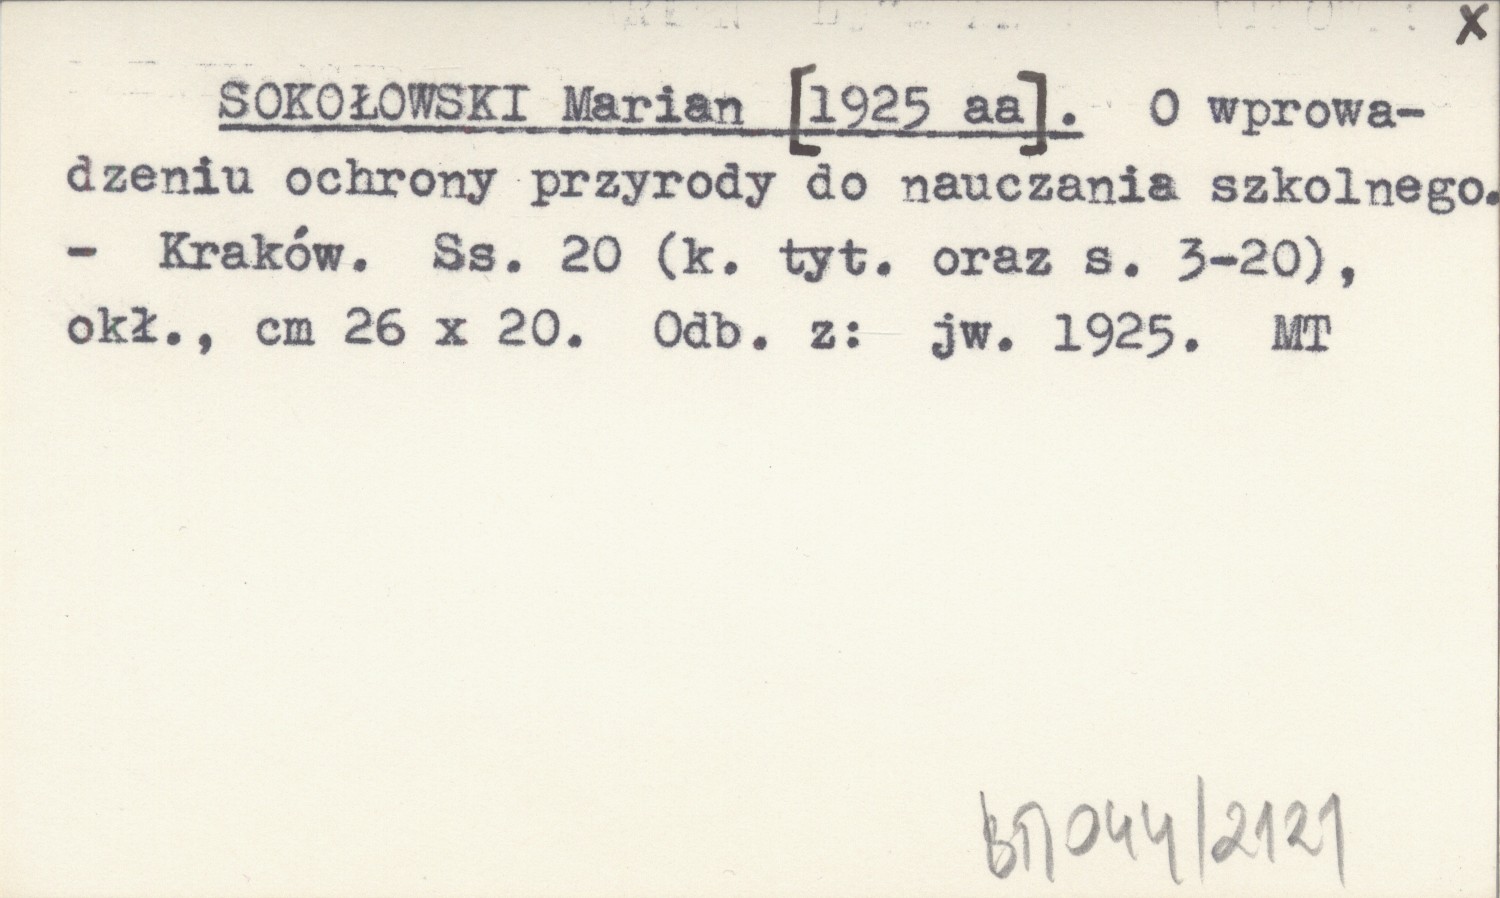 x
SOKOŁOWSKI Marian [1925 aa]. O wprowa-
dzeniu ochrony przyrody do nauczania szkolnego.
- Kraków. Ss. 20 (k. tyt. oraz s. 3-20),
okł., cm 26 x 20. Odb. z: jw. 1925. MT
044/2121